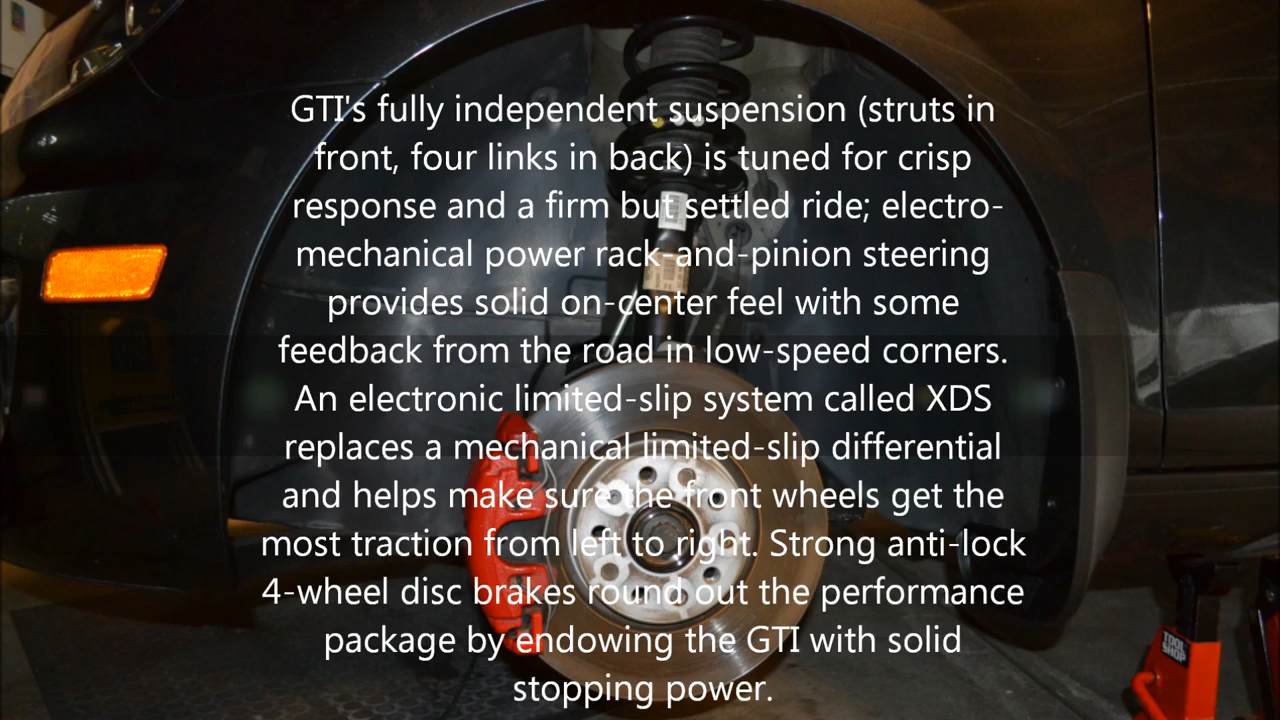 GTI's fully independent suspension (struts in
front, four links in back) is tuned for crisp
response and a firm but settled ride; electro-
mechanical power rack-and-pinion steering
provides solid on-center feel with some
feedback from the road in low-speed corners.
An electronic limited-slip system called XDS
replaces a mechanical limited-slip differential
and helps make sure the front wheels get the
most traction from left to right. Strong anti-lock
4-wheel disc brakes round out the performance
package by endowing the GTI with solid
stopping power.
TOOL
SHOP